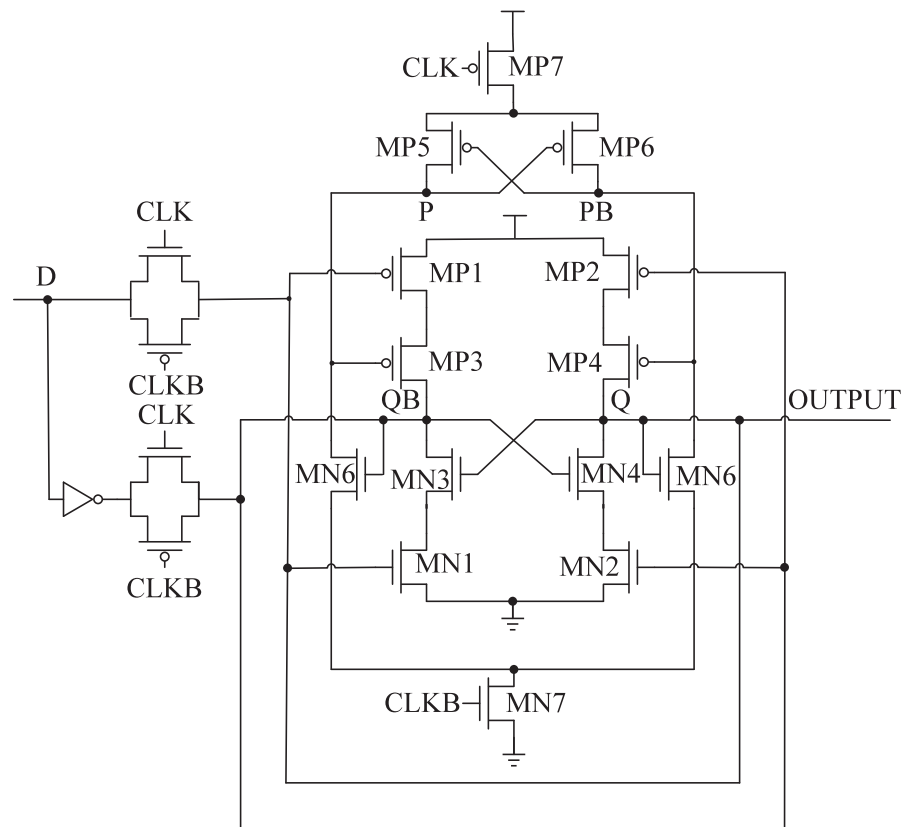 CLK
MP7
MP5
MP6
P
PB
CLK
D
MP1
MP2
CLKB
MP3
MP4
CLK
QB
Q
OUTPUT
MN6
MN3
MN4
MN6
MN1
MN2
CLKB
CLKB
MN7